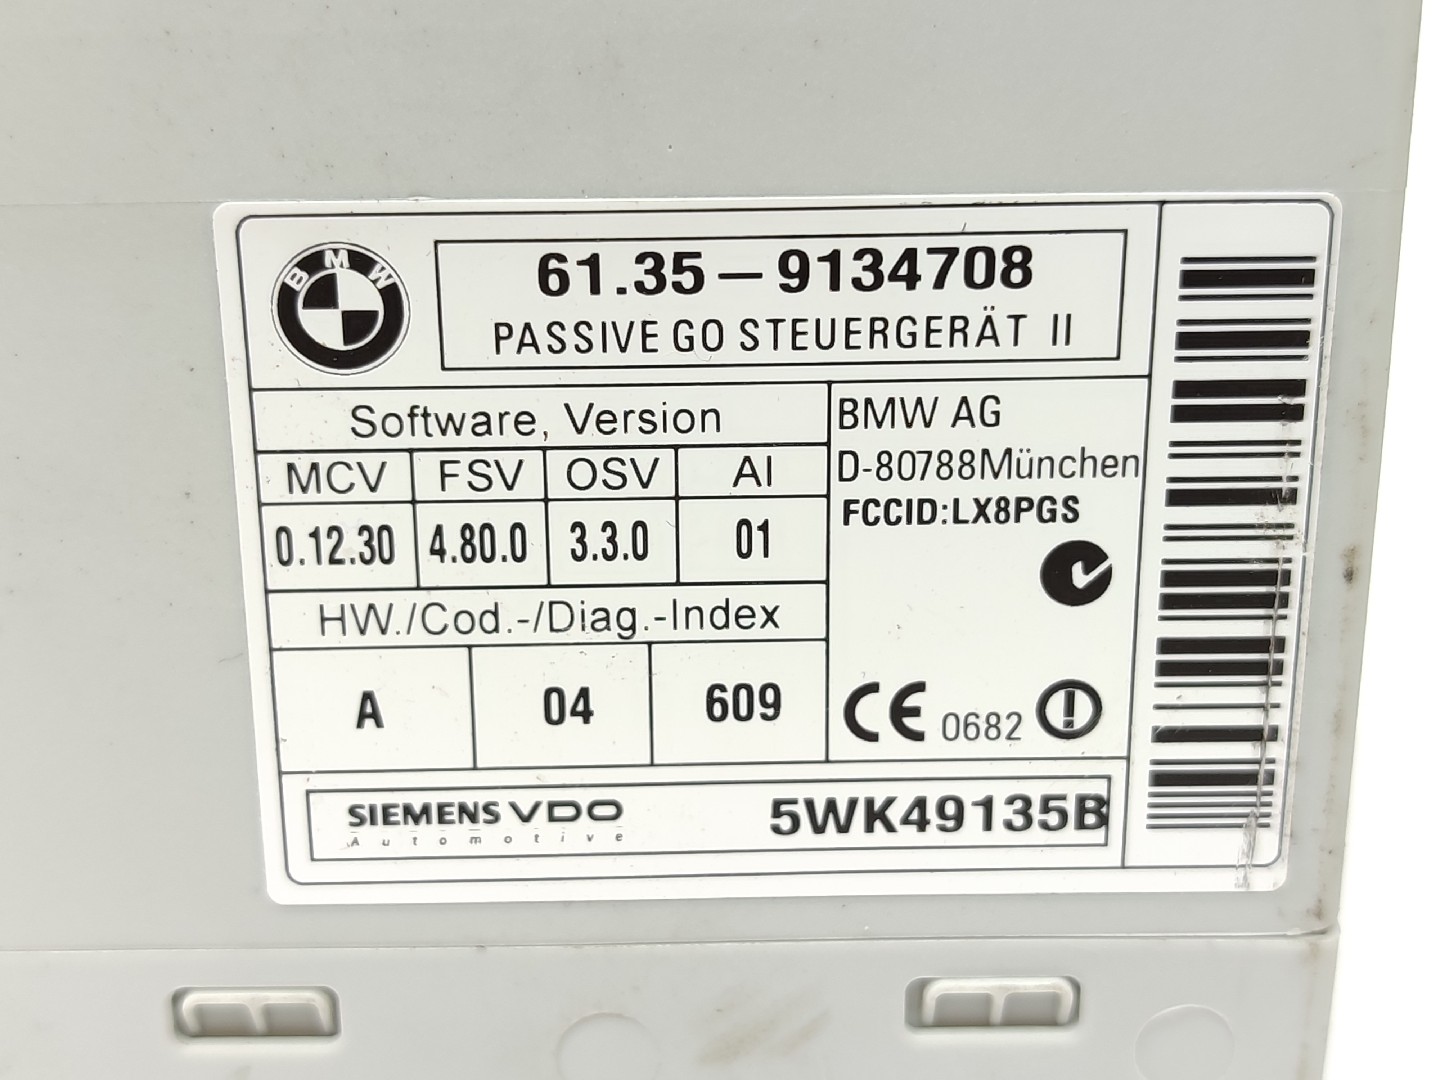 BMW
61.35-9134708
PASSIVE GO STEUERGERÄT II
Software, Version
MCV FSV OSV AI
0.12.30 4.80.0 3.3.0 01
HW./Cod.-/Diag.-Index
A 04 609
BMW AG
D-80788München
FCCID:LX8PGS
CE 0682
SIEMENS VDO
Automotive
5WK49135B